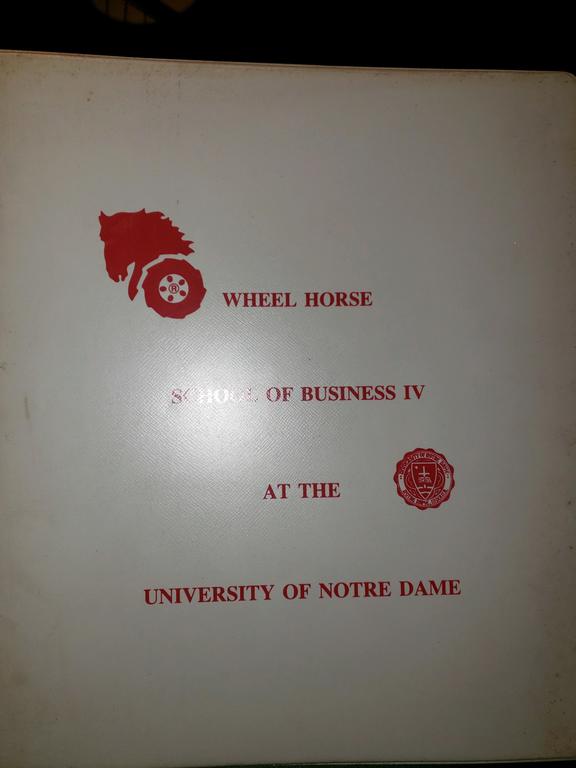 ®
WHEEL HORSE
SCHOOL OF BUSINESS IV
AT THE
UNIVERSITY OF NOTRE DAME